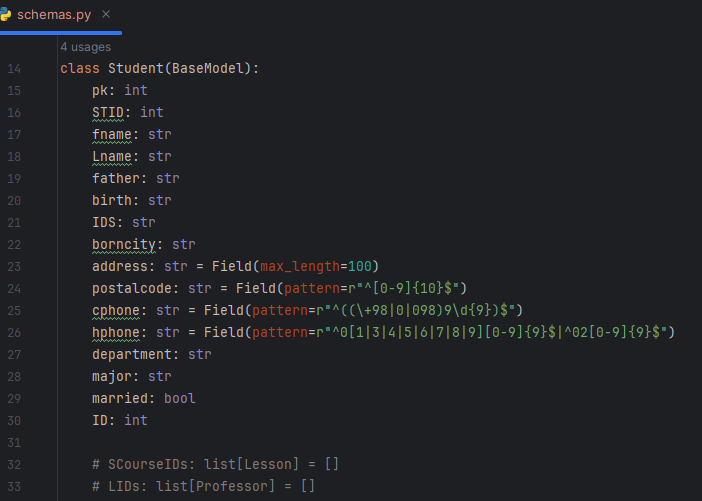 schemas.py ×
4 usages
14 class Student(BaseModel):
15     pk: int
16     STID: int
17     fname: str
18     Lname: str
19     father: str
20     birth: str
21     IDS: str
22     borncity: str
23     address: str = Field(max_length=100)
24     postalcode: str = Field(pattern=r"^[0-9]{10}$")
25     cphone: str = Field(pattern=r"^((\+98|0|098)9\d{9})$")
26     hphone: str = Field(pattern=r"^0[1|3|4|5|6|7|8|9][0-9]{9}$|^02[0-9]{9}$")
27     department: str
28     major: str
29     married: bool
30     ID: int
31
32     # SCourseIDs: list[Lesson] = []
33     # LIDs: list[Professor] = []